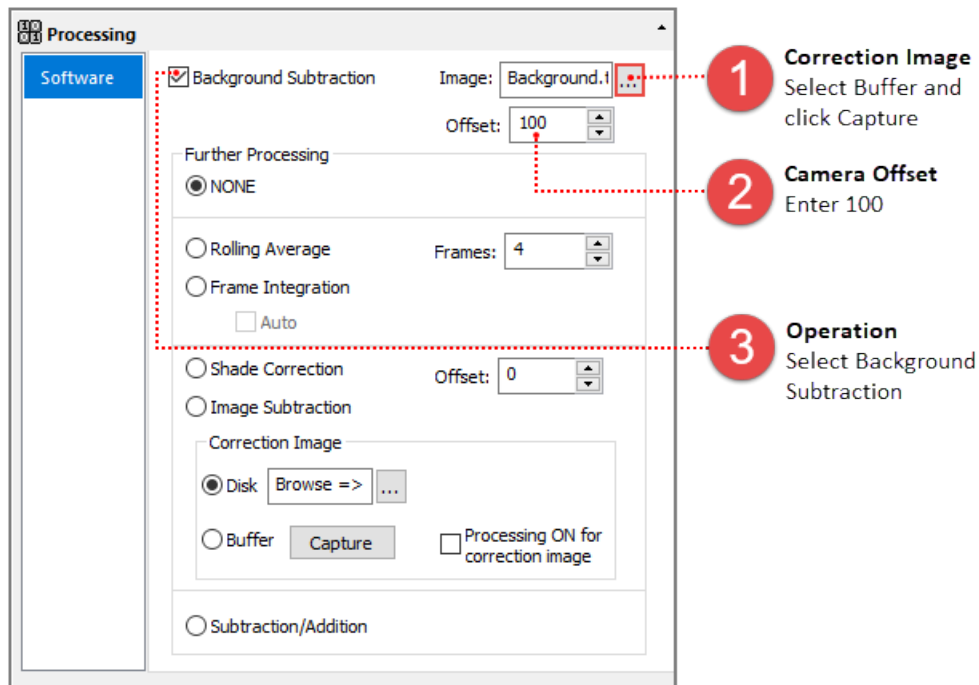 Processing
Software
Background Subtraction
Image: Background.t ...
Offset: 100
Further Processing
NONE
Rolling Average
Frames: 4
Frame Integration
Auto
Shade Correction
Offset: 0
Image Subtraction
Correction Image
Disk Browse => ...
Buffer Capture
Processing ON for
correction image
Subtraction/Addition
1
Correction Image
Select Buffer and
click Capture
2
Camera Offset
Enter 100
3
Operation
Select Background
Subtraction